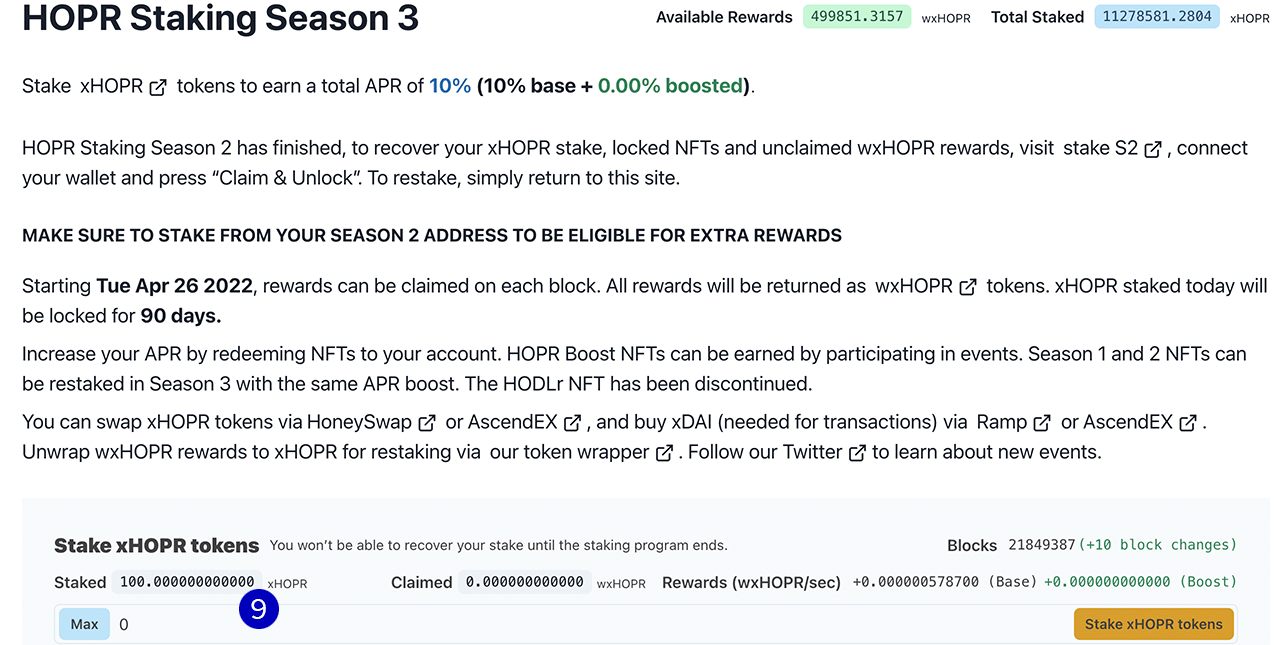 HOPR Staking Season 3
Available Rewards 499851.3157 wxHOPR Total Staked 11278581.2804 xHOPR
Stake xHOPR tokens to earn a total APR of 10% (10% base + 0.00% boosted).
HOPR Staking Season 2 has finished, to recover your xHOPR stake, locked NFTs and unclaimed wxHOPR rewards, visit stake S2 , connect
your wallet and press “Claim & Unlock”. To restake, simply return to this site.
MAKE SURE TO STAKE FROM YOUR SEASON 2 ADDRESS TO BE ELIGIBLE FOR EXTRA REWARDS
Starting Tue Apr 26 2022, rewards can be claimed on each block. All rewards will be returned as wxHOPR tokens. xHOPR staked today will
be locked for 90 days.
Increase your APR by redeeming NFTs to your account. HOPR Boost NFTs can be earned by participating in events. Season 1 and 2 NFTs can
be restaked in Season 3 with the same APR boost. The HODLr NFT has been discontinued.
You can swap xHOPR tokens via HoneySwap or AscendEX , and buy xDAI (needed for transactions) via Ramp or AscendEX .
Unwrap wxHOPR rewards to xHOPR for restaking via our token wrapper . Follow our Twitter to learn about new events.
Stake xHOPR tokens You won’t be able to recover your stake until the staking program ends. Blocks 21849387(+10 block changes)
Staked 100.000000000000 xHOPR Claimed 0.000000000000 wxHOPR Rewards (wxHOPR/sec) +0.000000578700 (Base) +0.000000000000 (Boost)
9
Max 0 Stake xHOPR tokens